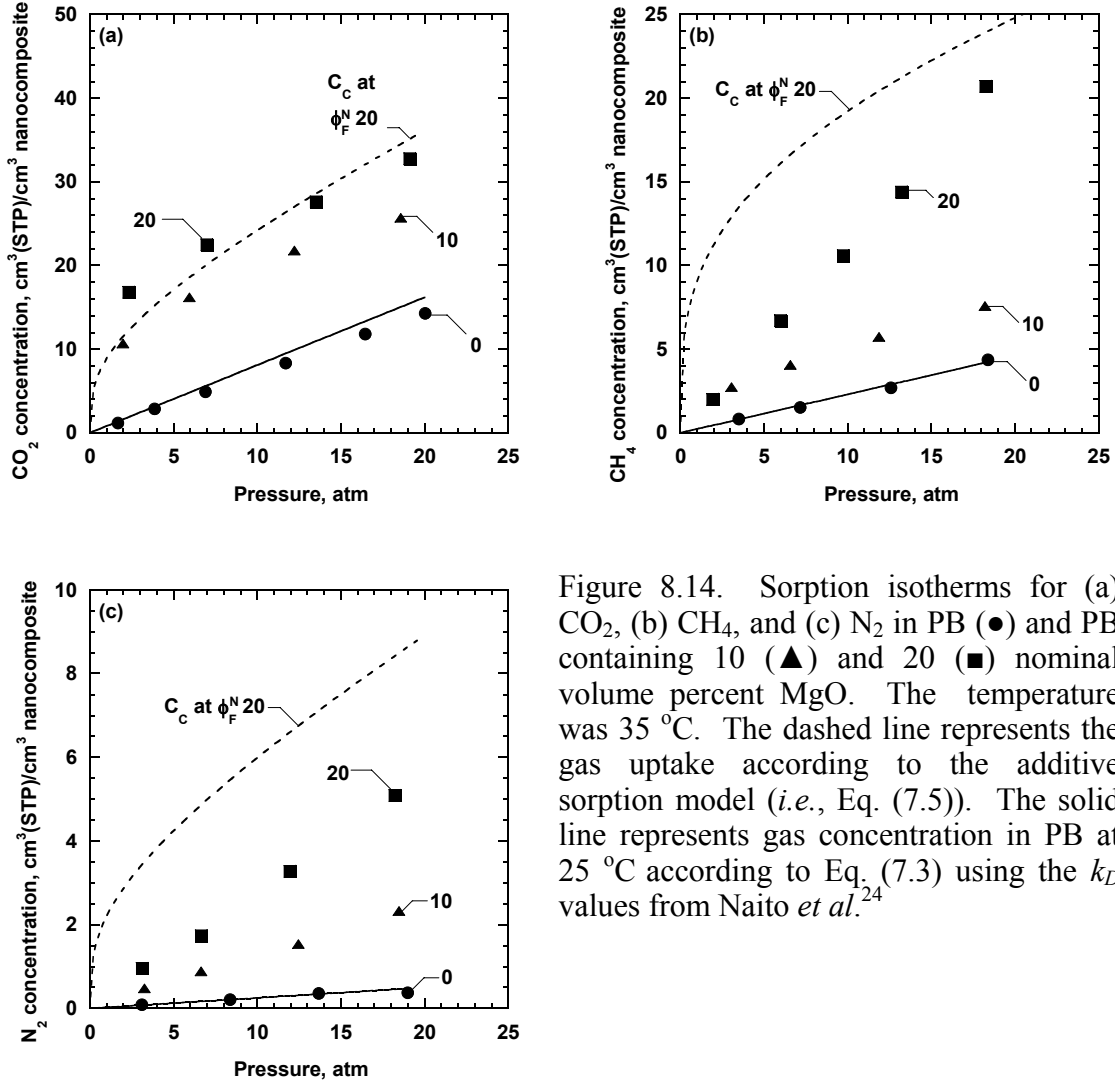 50
(a)
C_C at
ϕ_F^N 20
40
30
20
20
10
10
0
0
0 5 10 15 20 25
CO₂ concentration, cm³(STP)/cm³ nanocomposite
Pressure, atm
25
(b)
C_C at ϕ_F^N 20
20
15
20
10
10
5
0
0
0 5 10 15 20 25
CH₄ concentration, cm³(STP)/cm³ nanocomposite
Pressure, atm
10
(c)
8
C_C at ϕ_F^N 20
6
20
4
10
2
0
0
0 5 10 15 20 25
N₂ concentration, cm³(STP)/cm³ nanocomposite
Pressure, atm
Figure 8.14. Sorption isotherms for (a)
CO₂, (b) CH₄, and (c) N₂ in PB (●) and PB
containing 10 (▲) and 20 (■) nominal
volume percent MgO. The temperature
was 35 °C. The dashed line represents the
gas uptake according to the additive
sorption model (i.e., Eq. (7.5)). The solid
line represents gas concentration in PB at
25 °C according to Eq. (7.3) using the k_D
values from Naito et al.²⁴